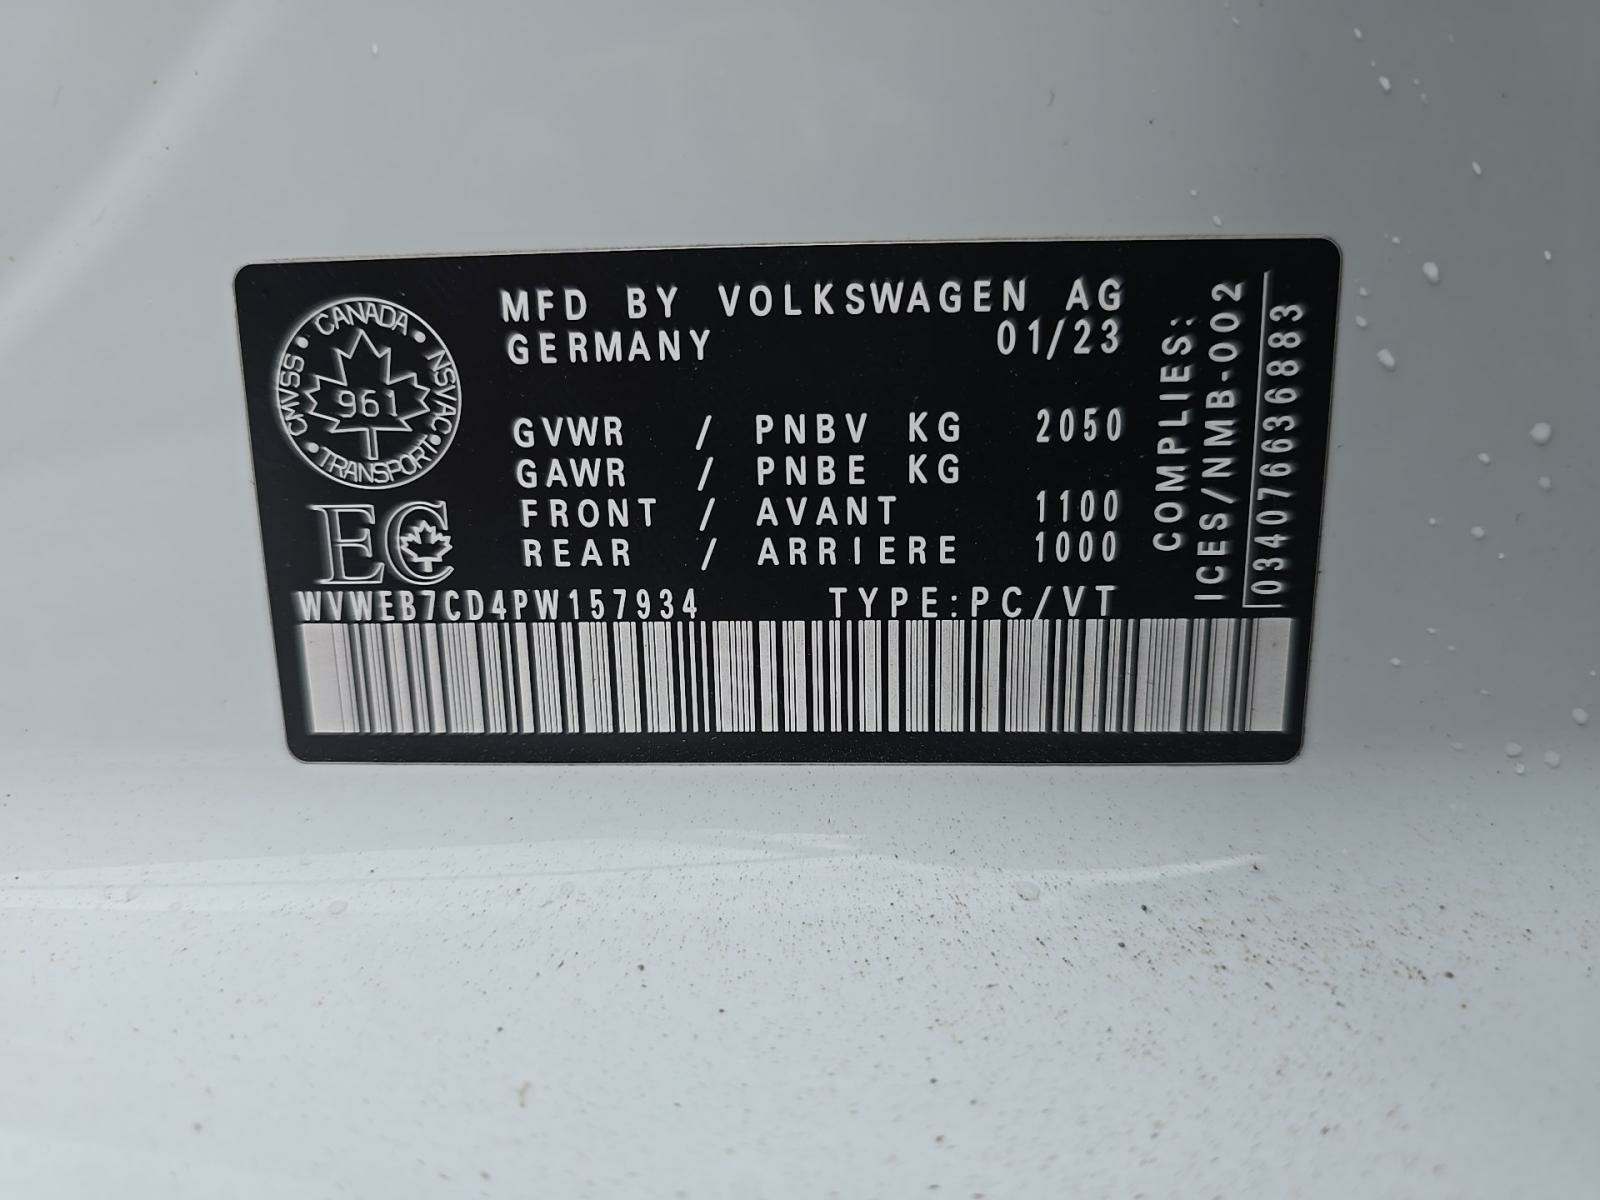 CANADA
CMVSS • NSVAC
961
TRANSPORT
EC
MFD BY VOLKSWAGEN AG
GERMANY 01/23
GVWR / PNBV KG 2050
GAWR / PNBE KG
FRONT / AVANT 1100
REAR / ARRIERE 1000
WVWEB7CD4PW157934 TYPE:PC/VT
COMPLIES:
ICES/NMB-002
034076636883